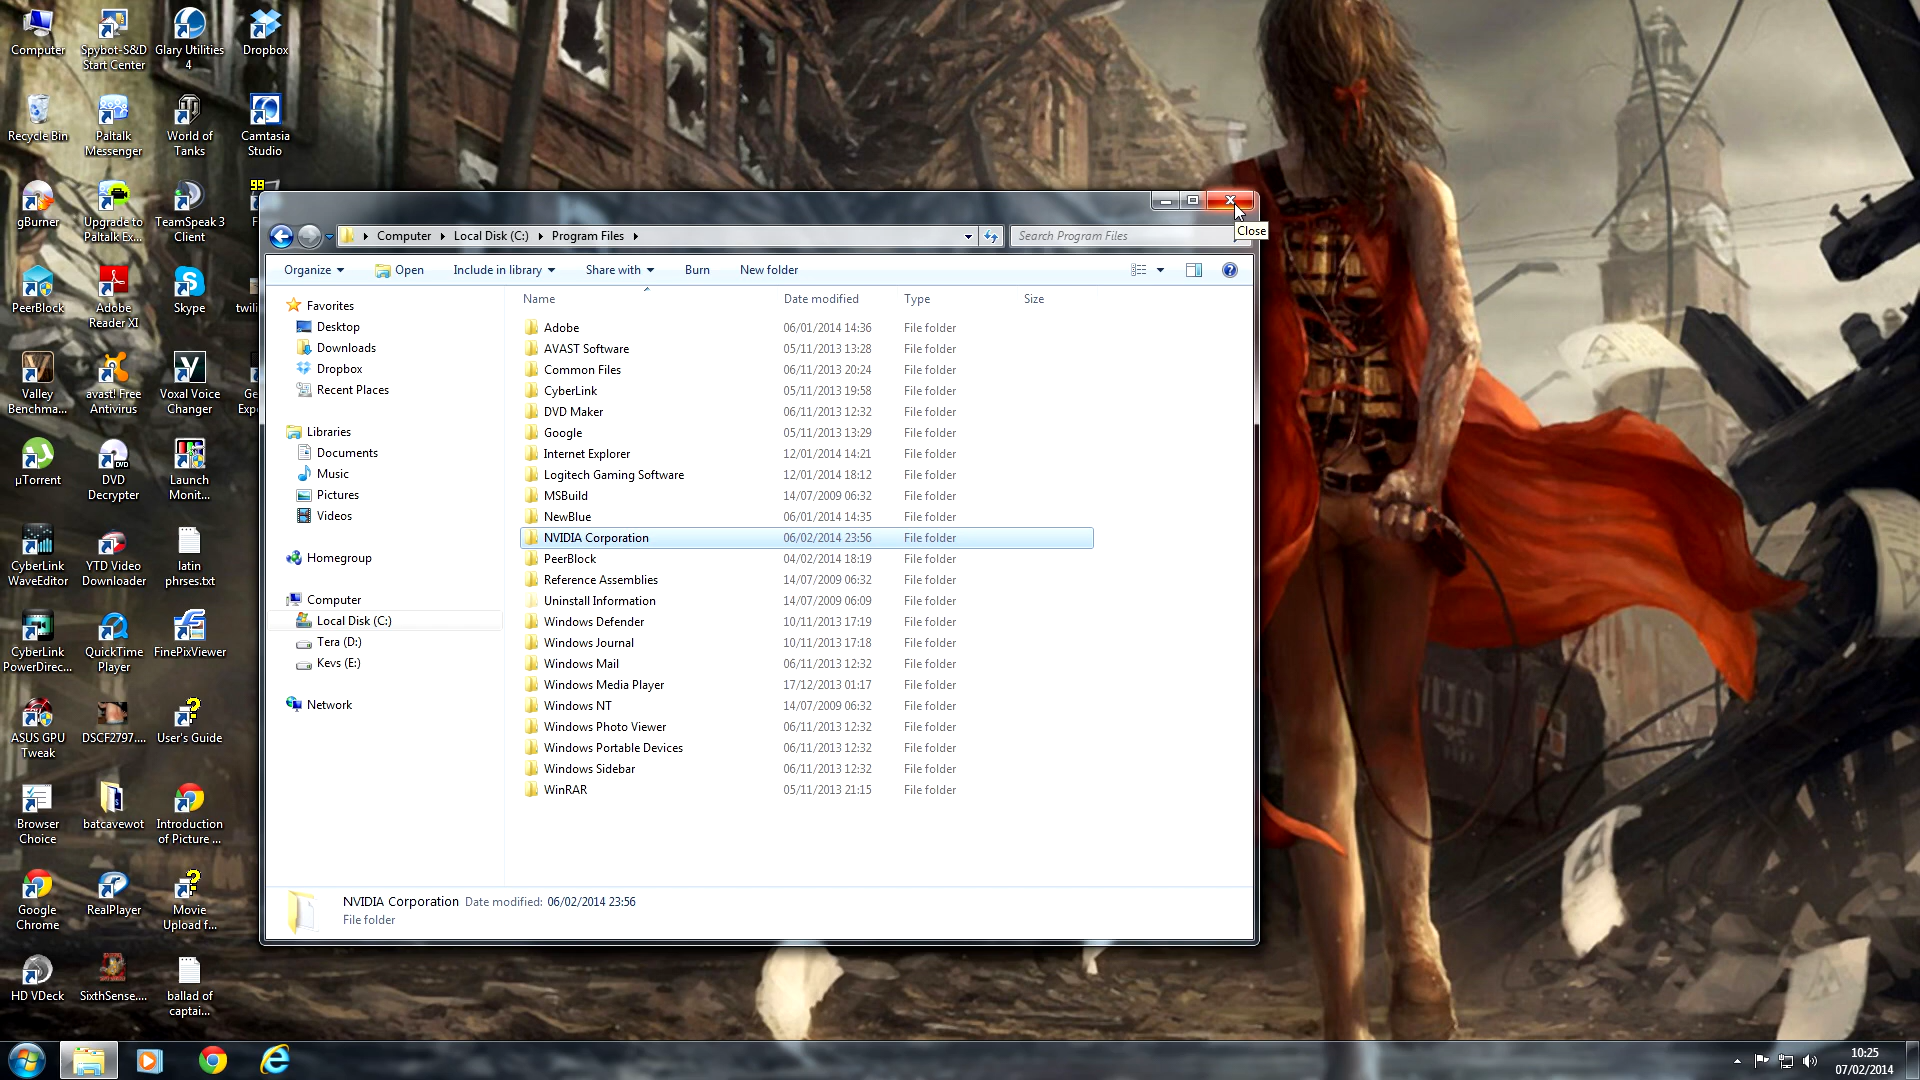 Computer
Spybot-S&D
Start Center
Glary Utilities
4
Dropbox
Recycle Bin
Paltalk
Messenger
World of
Tanks
Camtasia
Studio
gBurner
Upgrade to
Paltalk Ex...
TeamSpeak 3
Client
99
F
PeerBlock
Adobe
Reader XI
Skype
twili
Valley
Benchma...
avast! Free
Antivirus
Voxal Voice
Changer
Ge
Exp
µTorrent
DVD
Decrypter
Launch
Monit...
CyberLink
WaveEditor
YTD Video
Downloader
latin
phrses.txt
CyberLink
PowerDirec...
QuickTime
Player
FinePixViewer
ASUS GPU
Tweak
DSCF2797....
User's Guide
Browser
Choice
batcavewot
Introduction
of Picture ...
Google
Chrome
RealPlayer
Movie
Upload f...
HD VDeck
SixthSense....
ballad of
captai...
Close
Computer Local Disk (C:) Program Files
Search Program Files
Organize Open Include in library Share with Burn New folder
Favorites
Desktop
Downloads
Dropbox
Recent Places
Libraries
Documents
Music
Pictures
Videos
Homegroup
Computer
Local Disk (C:)
Tera (D:)
Kevs (E:)
Network
Name Date modified Type Size
Adobe 06/01/2014 14:36 File folder
AVAST Software 05/11/2013 13:28 File folder
Common Files 06/11/2013 20:24 File folder
CyberLink 05/11/2013 19:58 File folder
DVD Maker 06/11/2013 12:32 File folder
Google 05/11/2013 13:29 File folder
Internet Explorer 12/01/2014 14:21 File folder
Logitech Gaming Software 12/01/2014 18:12 File folder
MSBuild 14/07/2009 06:32 File folder
NewBlue 06/01/2014 14:35 File folder
NVIDIA Corporation 06/02/2014 23:56 File folder
PeerBlock 04/02/2014 18:19 File folder
Reference Assemblies 14/07/2009 06:32 File folder
Uninstall Information 14/07/2009 06:09 File folder
Windows Defender 10/11/2013 17:19 File folder
Windows Journal 10/11/2013 17:18 File folder
Windows Mail 06/11/2013 12:32 File folder
Windows Media Player 17/12/2013 01:17 File folder
Windows NT 14/07/2009 06:32 File folder
Windows Photo Viewer 06/11/2013 12:32 File folder
Windows Portable Devices 06/11/2013 12:32 File folder
Windows Sidebar 06/11/2013 12:32 File folder
WinRAR 05/11/2013 21:15 File folder
NVIDIA Corporation Date modified: 06/02/2014 23:56
File folder
10:25
07/02/2014